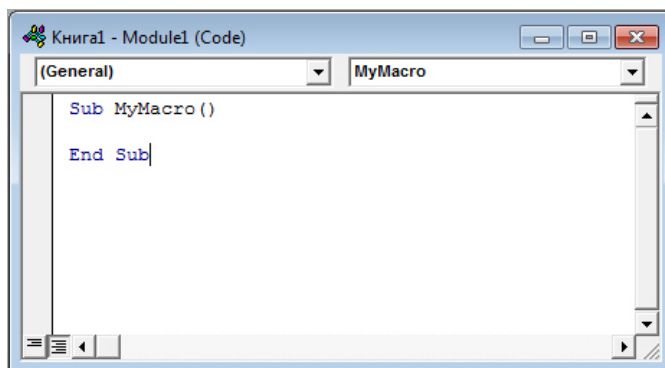 Книга1 - Module1 (Code)
(General)
MyMacro
Sub MyMacro()
End Sub